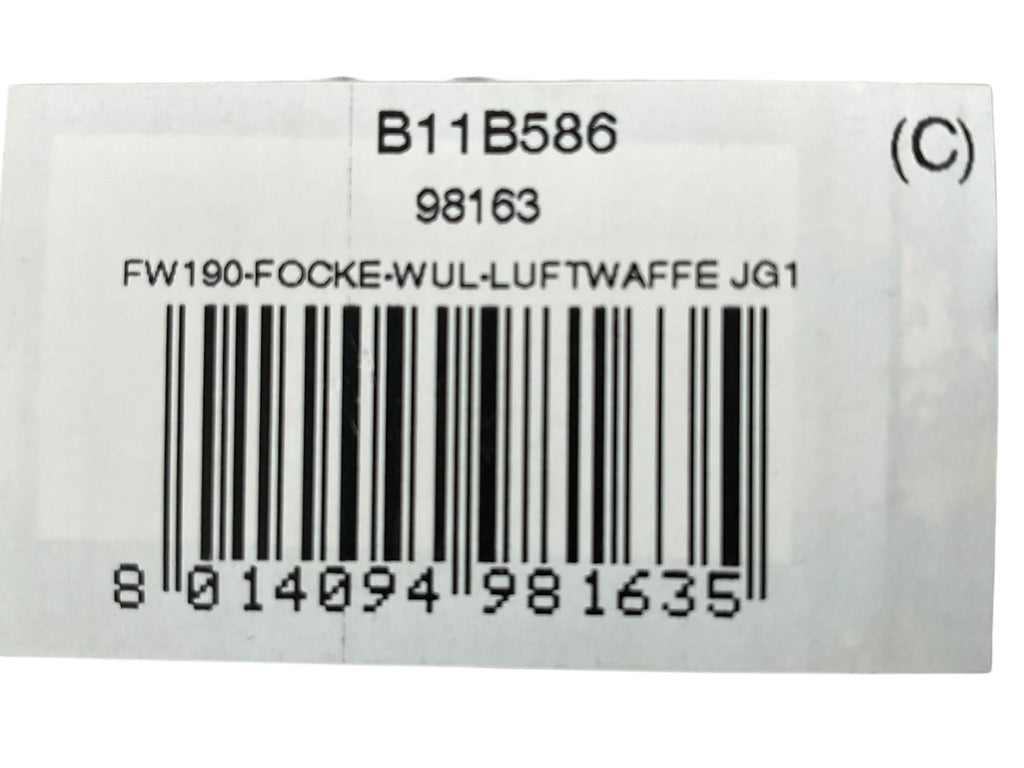 B11B586
(C)
98163
FW190-FOCKE-WUL-LUFTWAFFE JG1
8 014094 981635